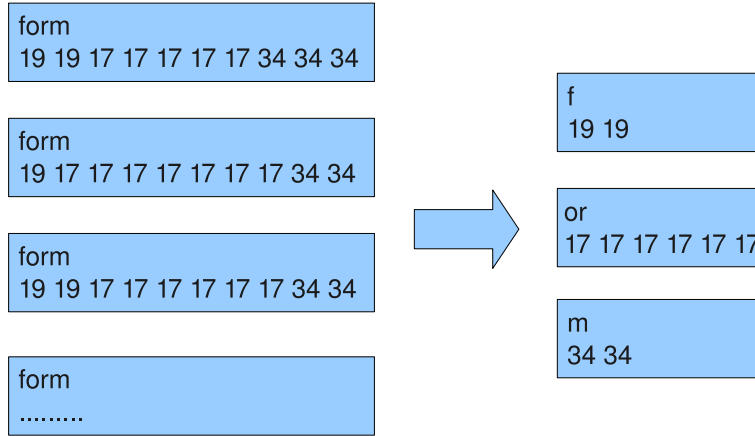 form
19 19 17 17 17 17 17 34 34 34
form
19 17 17 17 17 17 17 17 34 34
form
19 19 17 17 17 17 17 17 34 34
form
.........
f
19 19
or
17 17 17 17 17 17
m
34 34